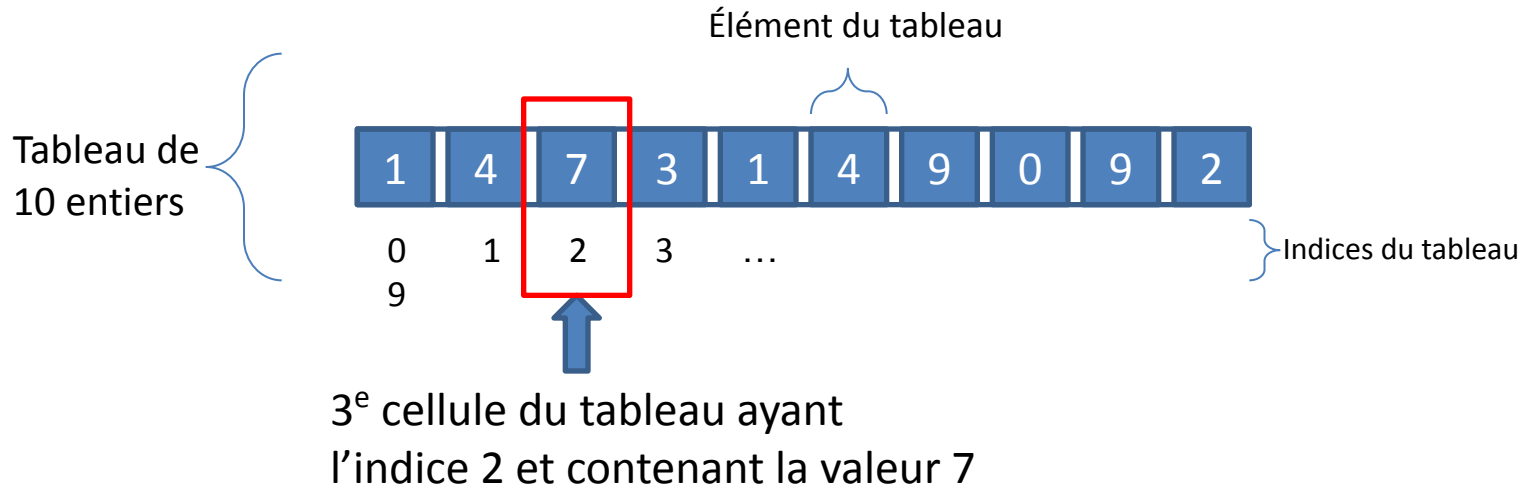 Élément du tableau
Tableau de
10 entiers
1 4 7 3 1 4 9 0 9 2
0 1 2 3 …
9
Indices du tableau
3e cellule du tableau ayant
l’indice 2 et contenant la valeur 7